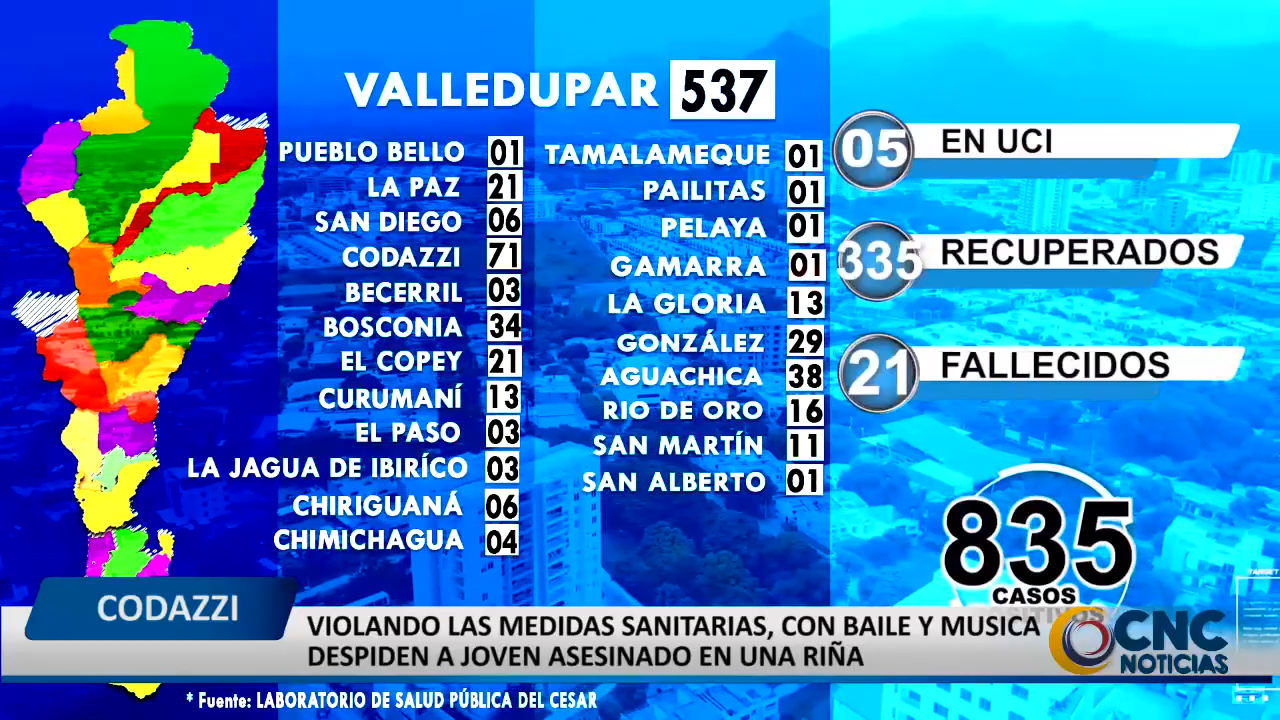 VALLEDUPAR 537
PUEBLO BELLO 01
LA PAZ 21
SAN DIEGO 06
CODAZZI 71
BECERRIL 03
BOSCONIA 34
EL COPEY 21
CURUMANÍ 13
EL PASO 03
LA JAGUA DE IBIRÍCO 03
CHIRIGUANÁ 06
CHIMICHAGUA 04
TAMALAMEQUE 01
PAILITAS 01
PELAYA 01
GAMARRA 01
LA GLORIA 13
GONZÁLEZ 29
AGUACHICA 38
RIO DE ORO 16
SAN MARTÍN 11
SAN ALBERTO 01
05 EN UCI
335 RECUPERADOS
21 FALLECIDOS
835
CASOS
POSITIVOS
CODAZZI
VIOLANDO LAS MEDIDAS SANITARIAS, CON BAILE Y MUSICA
DESPIDEN A JOVEN ASESINADO EN UNA RIÑA
CNC
NOTICIAS
* Fuente: LABORATORIO DE SALUD PÚBLICA DEL CESAR
TARGET